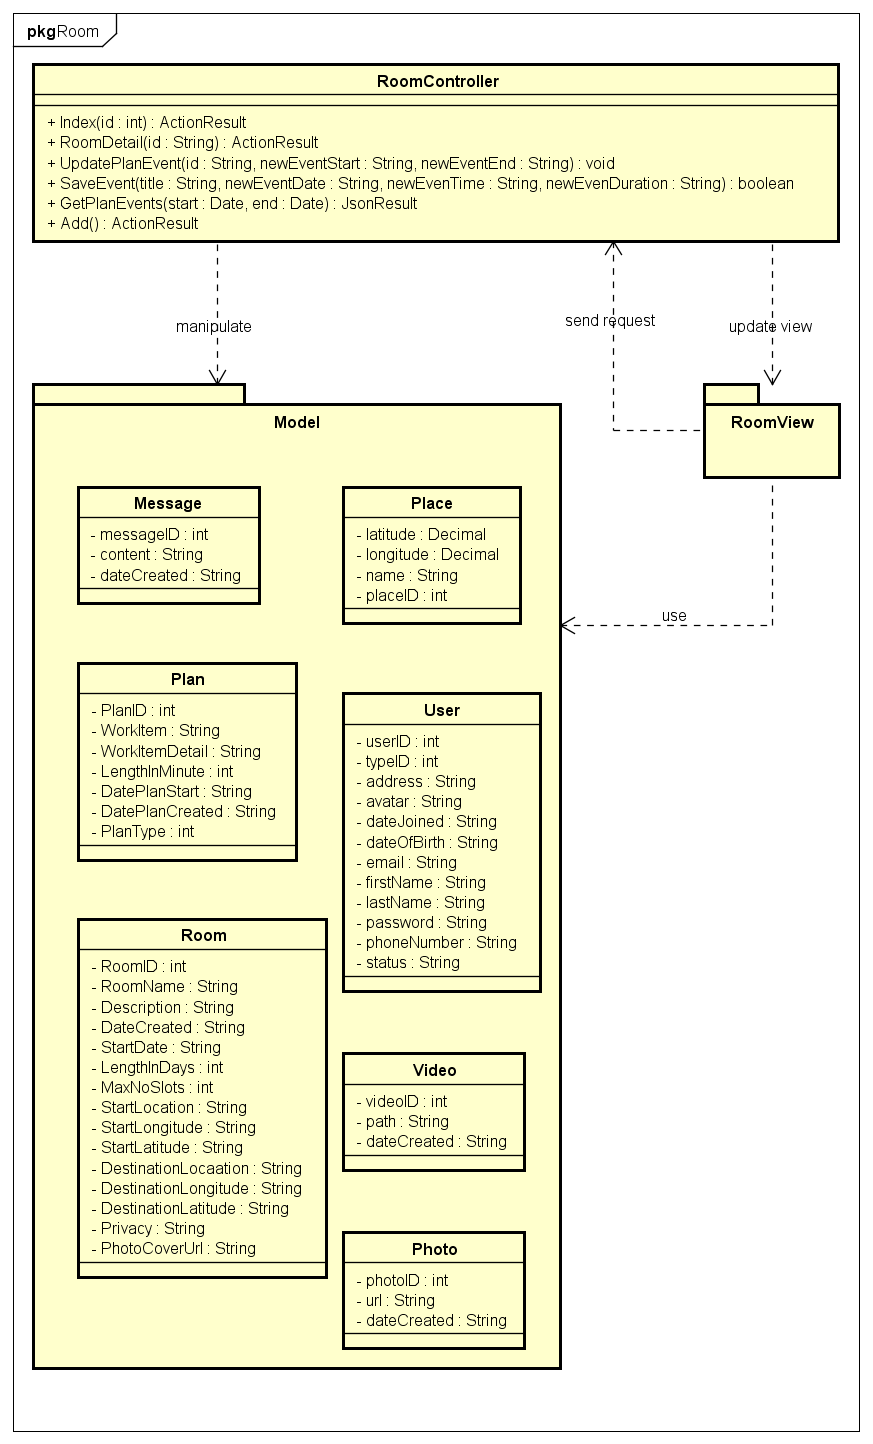 pkg Room
RoomController
+ Index(id : int) : ActionResult
+ RoomDetail(id : String) : ActionResult
+ UpdatePlanEvent(id : String, newEventStart : String, newEventEnd : String) : void
+ SaveEvent(title : String, newEventDate : String, newEvenTime : String, newEvenDuration : String) : boolean
+ GetPlanEvents(start : Date, end : Date) : JsonResult
+ Add() : ActionResult
manipulate
send request
update view
Model
RoomView
Message
- messageID : int
- content : String
- dateCreated : String
Place
- latitude : Decimal
- longitude : Decimal
- name : String
- placeID : int
use
Plan
- PlanID : int
- WorkItem : String
- WorkItemDetail : String
- LengthInMinute : int
- DatePlanStart : String
- DatePlanCreated : String
- PlanType : int
User
- userID : int
- typeID : int
- address : String
- avatar : String
- dateJoined : String
- dateOfBirth : String
- email : String
- firstName : String
- lastName : String
- password : String
- phoneNumber : String
- status : String
Room
- RoomID : int
- RoomName : String
- Description : String
- DateCreated : String
- StartDate : String
- LengthInDays : int
- MaxNoSlots : int
- StartLocation : String
- StartLongitude : String
- StartLatitude : String
- DestinationLocaation : String
- DestinationLongitude : String
- DestinationLatitude : String
- Privacy : String
- PhotoCoverUrl : String
Video
- videoID : int
- path : String
- dateCreated : String
Photo
- photoID : int
- url : String
- dateCreated : String